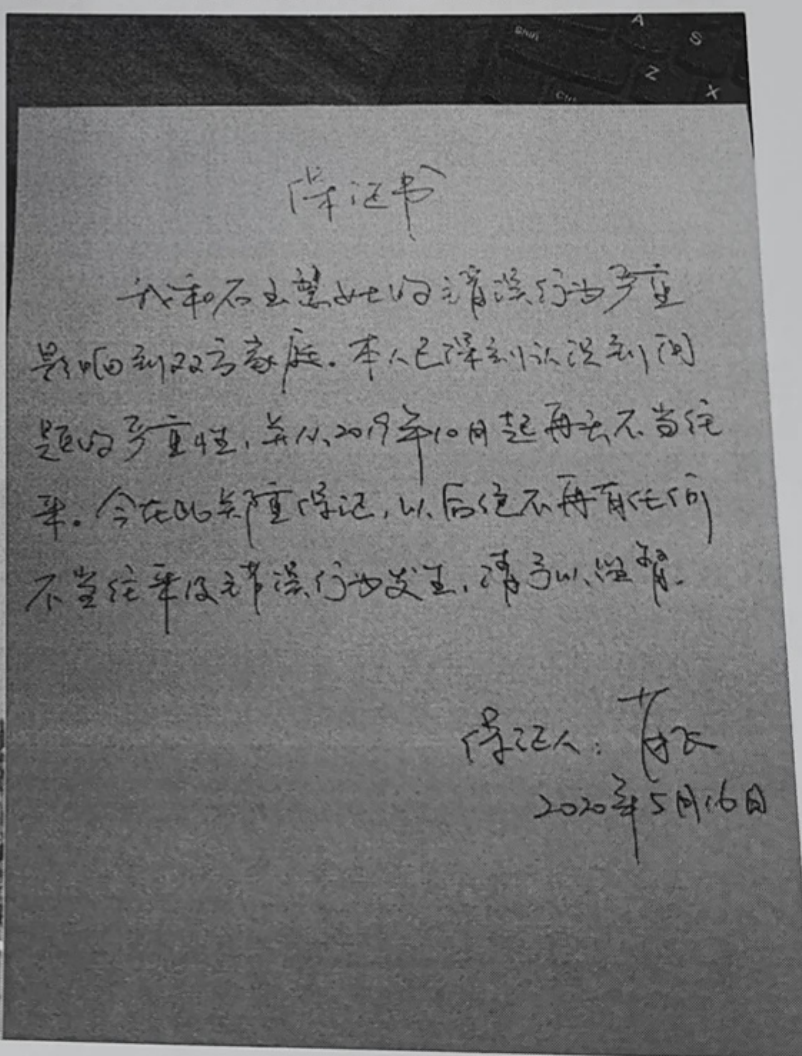 A
S
Shift
Z
X
Ctrl
保证书
我和石玉慧女士的错误行为严重
影响到双方家庭。本人已深刻认识到问
题的严重性，并从2019年10月起再无不当往
来。今在此郑重保证，以后绝不再有任何
不当往来及错误行为发生，请予以监督。
保证人：
2020年5月16日